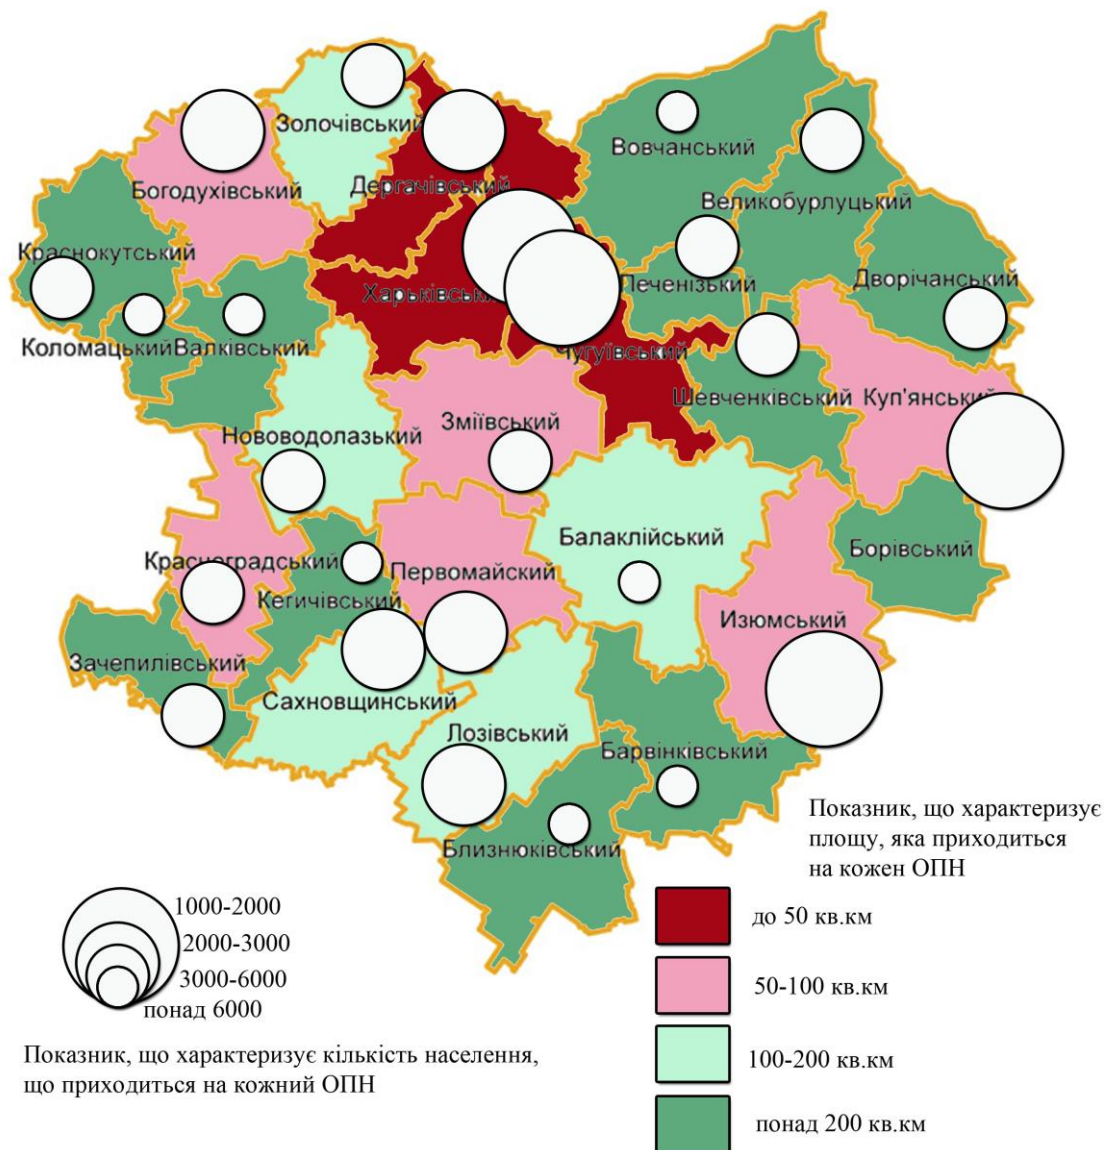 Золочівський
Вовчанський
Богодухівський
Дергачівський
Великобурлуцький
Краснокутський
Печенізький
Дворічанський
Харьківський
Коломацький
Валківський
Чугуївський
Шевченківський
Куп'янський
Нововодолазький
Зміївський
Балаклійський
Борівський
Красноградський
Первомайский
Кегичівський
Изюмський
Зачепилівський
Сахновщинський
Лозівський
Барвінківський
Близнюківський
Показник, що характеризує
площу, яка приходиться
на кожен ОПН
1000-2000
2000-3000
3000-6000
понад 6000
Показник, що характеризує кількість населення,
що приходиться на кожний ОПН
до 50 кв.км
50-100 кв.км
100-200 кв.км
понад 200 кв.км